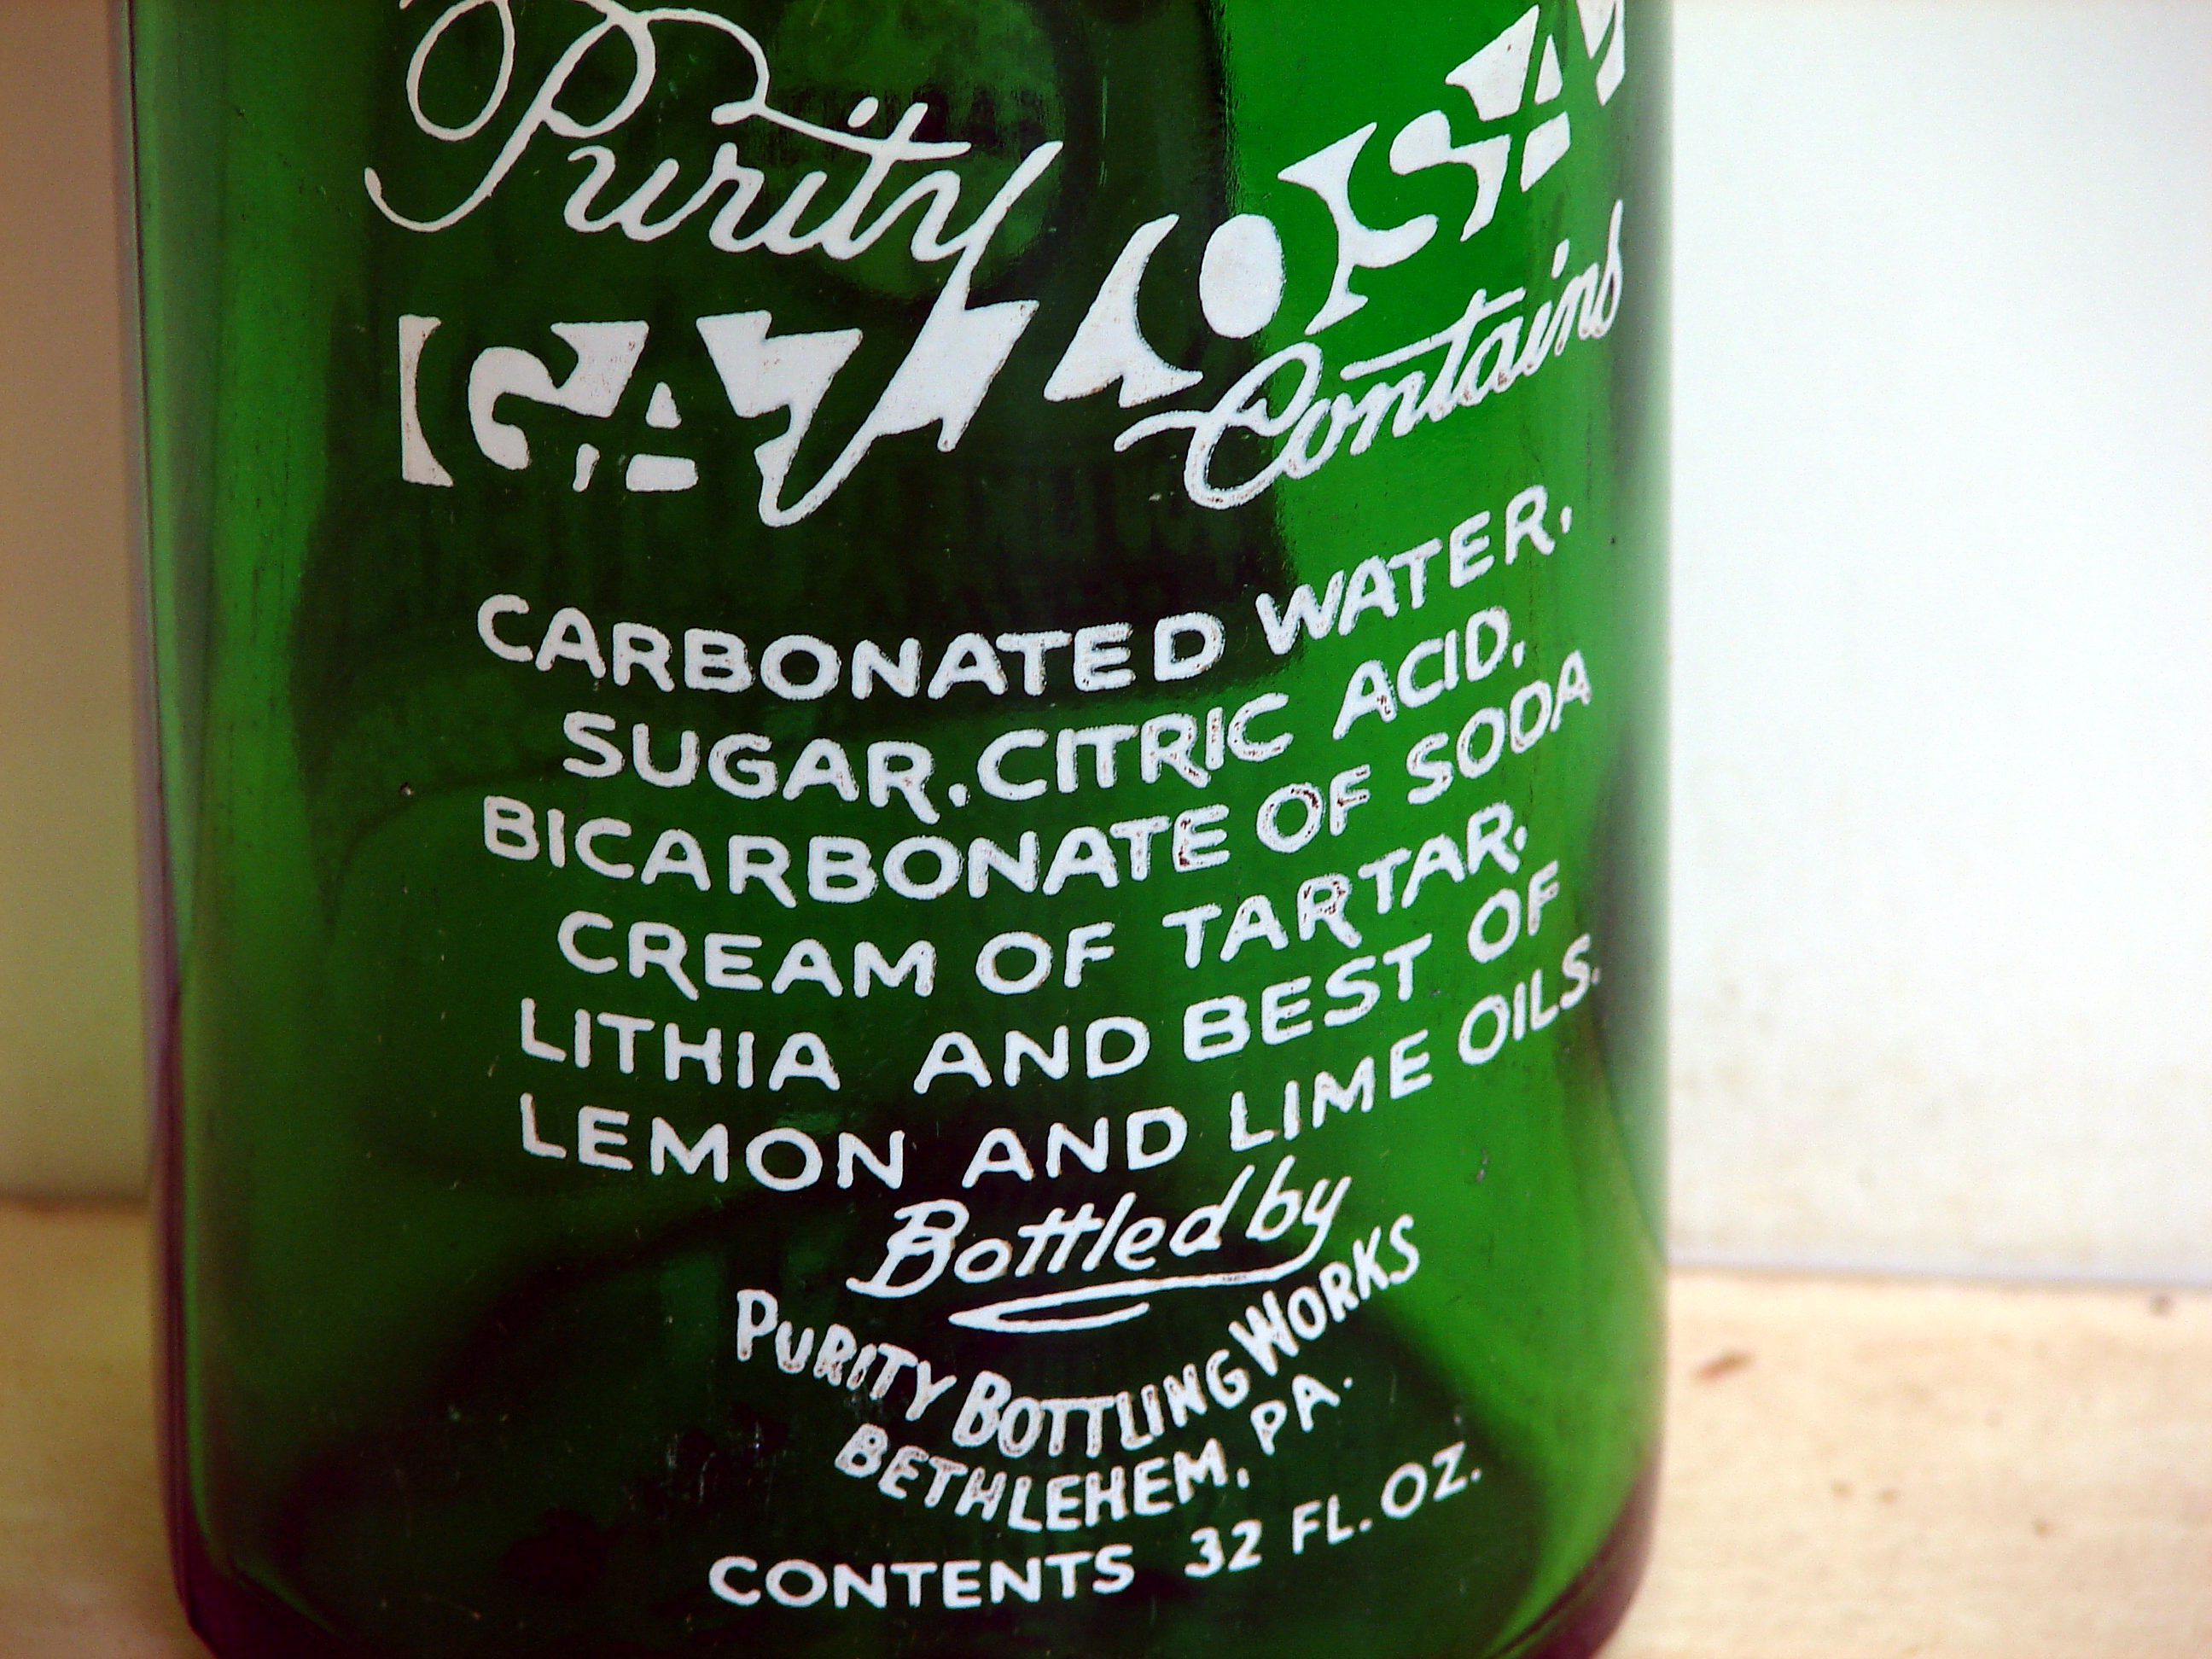 Purity
Contains
CARBONATED WATER,
SUGAR, CITRIC ACID,
BICARBONATE OF SODA
CREAM OF TARTAR,
LITHIA AND BEST OF
LEMON AND LIME OILS.
Bottled by
PURITY BOTTLING WORKS
BETHLEHEM, PA.
CONTENTS 32 FL. OZ.